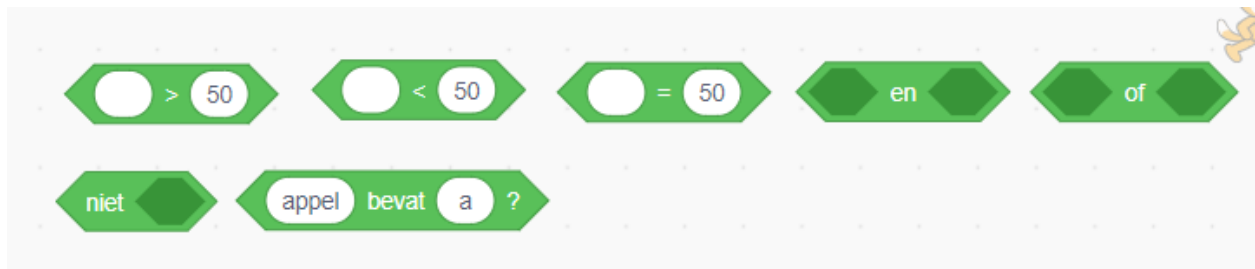 > 50 < 50 = 50 en of
niet appel bevat a ?